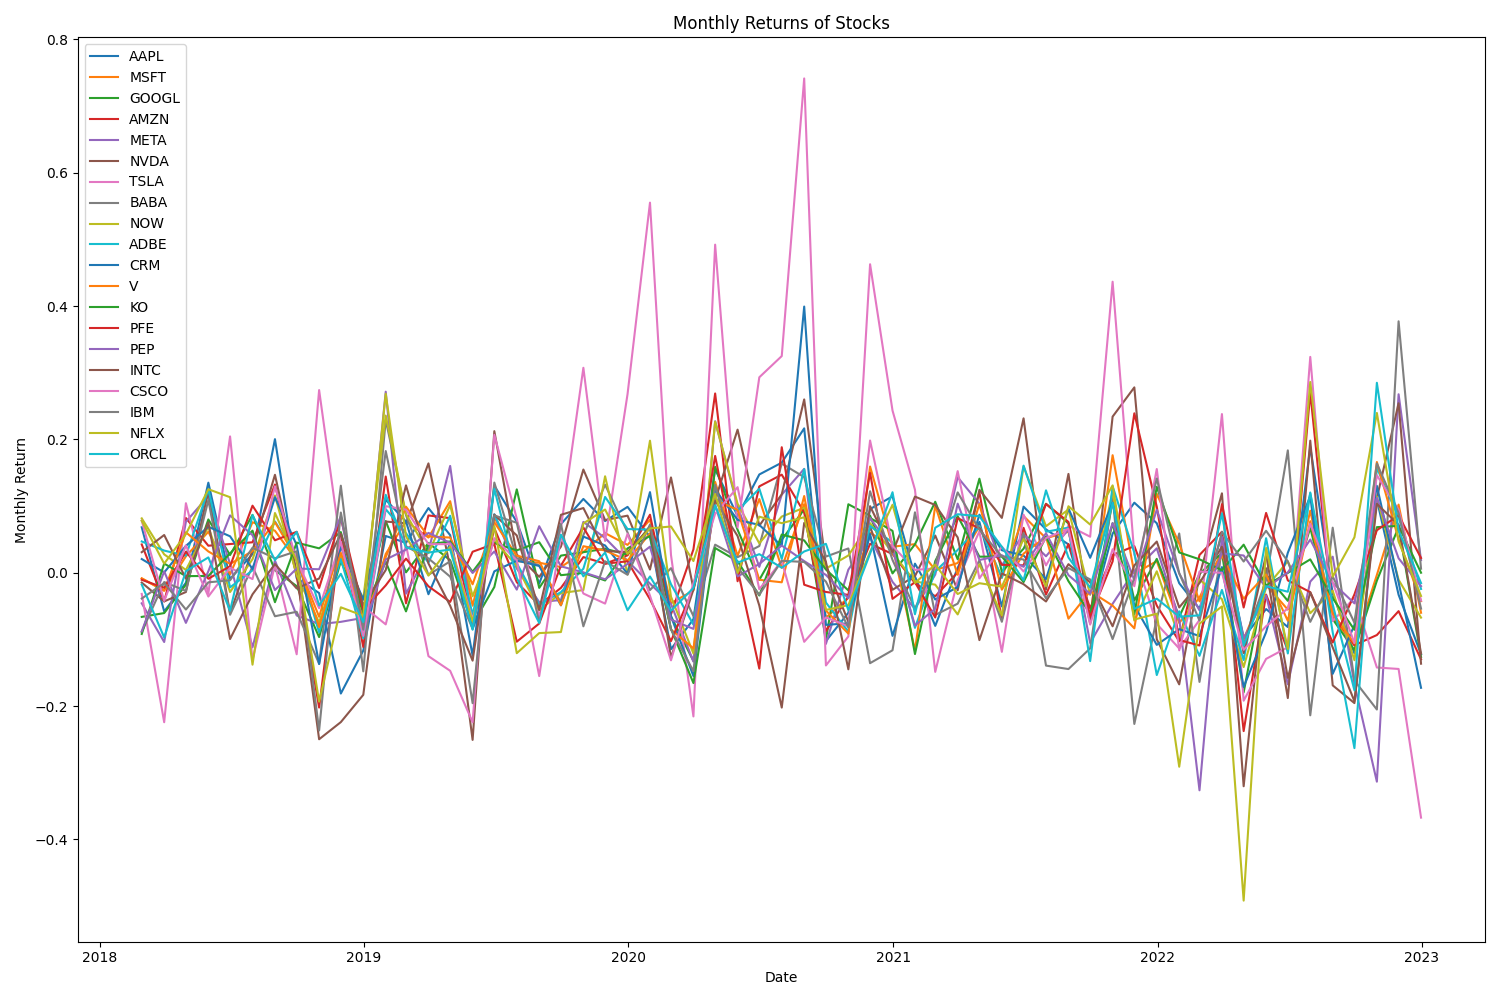 Monthly Returns of Stocks
0.8
0.6
0.4
0.2
0.0
−0.2
−0.4
Monthly Return
AAPL
MSFT
GOOGL
AMZN
META
NVDA
TSLA
BABA
NOW
ADBE
CRM
V
KO
PFE
PEP
INTC
CSCO
IBM
NFLX
ORCL
2018 2019 2020 2021 2022 2023
Date